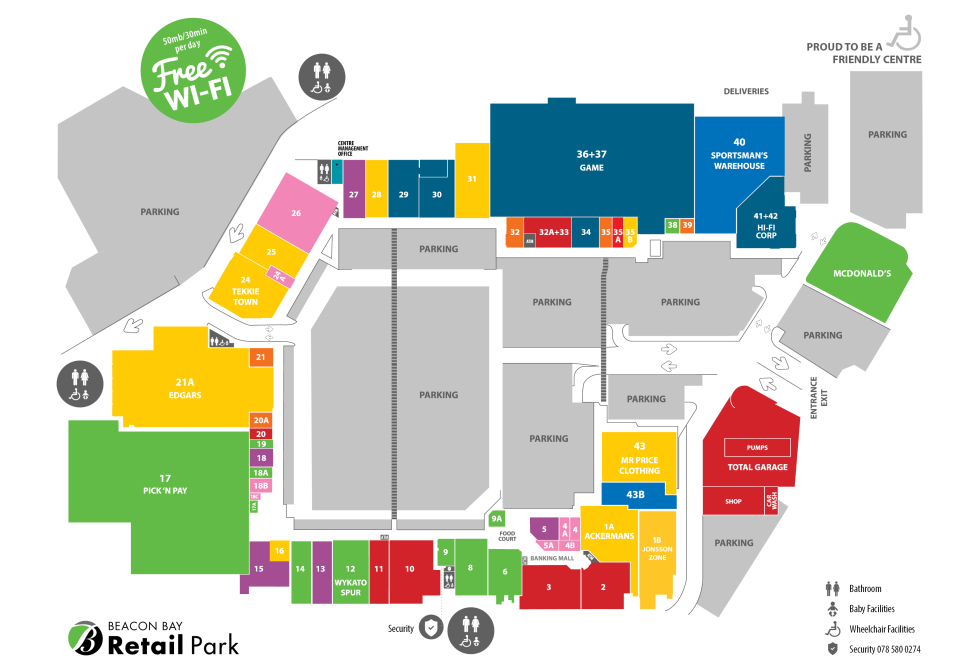 50mb/30min
per day
Free
WI-FI
PROUD TO BE A
FRIENDLY CENTRE
DELIVERIES
PARKING
PARKING
PARKING
CENTRE
MANAGEMENT
OFFICE
36+37
GAME
40
SPORTSMAN'S
WAREHOUSE
41+42
HI-FI
CORP
26
27
28
29
30
31
32
ATM
32A+33
34
35
35
A
35
B
38
39
25
24
TEKKIE
TOWN
PARKING
PARKING
PARKING
MCDONALD'S
PARKING
ENTRANCE
EXIT
21A
EDGARS
21
20A
20
19
18
18A
18B
18C
17A
17
PICK'N PAY
PARKING
PARKING
PARKING
43
MR PRICE
CLOTHING
43B
PUMPS
TOTAL GARAGE
SHOP
CAR
WASH
PARKING
9A
FOOD
COURT
5
4
A
4
5A
4B
BANKING MALL
1A
ACKERMANS
1B
JONSSON
ZONE
15
16
14
13
12
WYKATO
SPUR
11
ATM
10
9
8
6
3
2
Security
Bathroom
Baby Facilities
Wheelchair Facilities
Security 078 580 0274
B
BEACON BAY
Retail Park